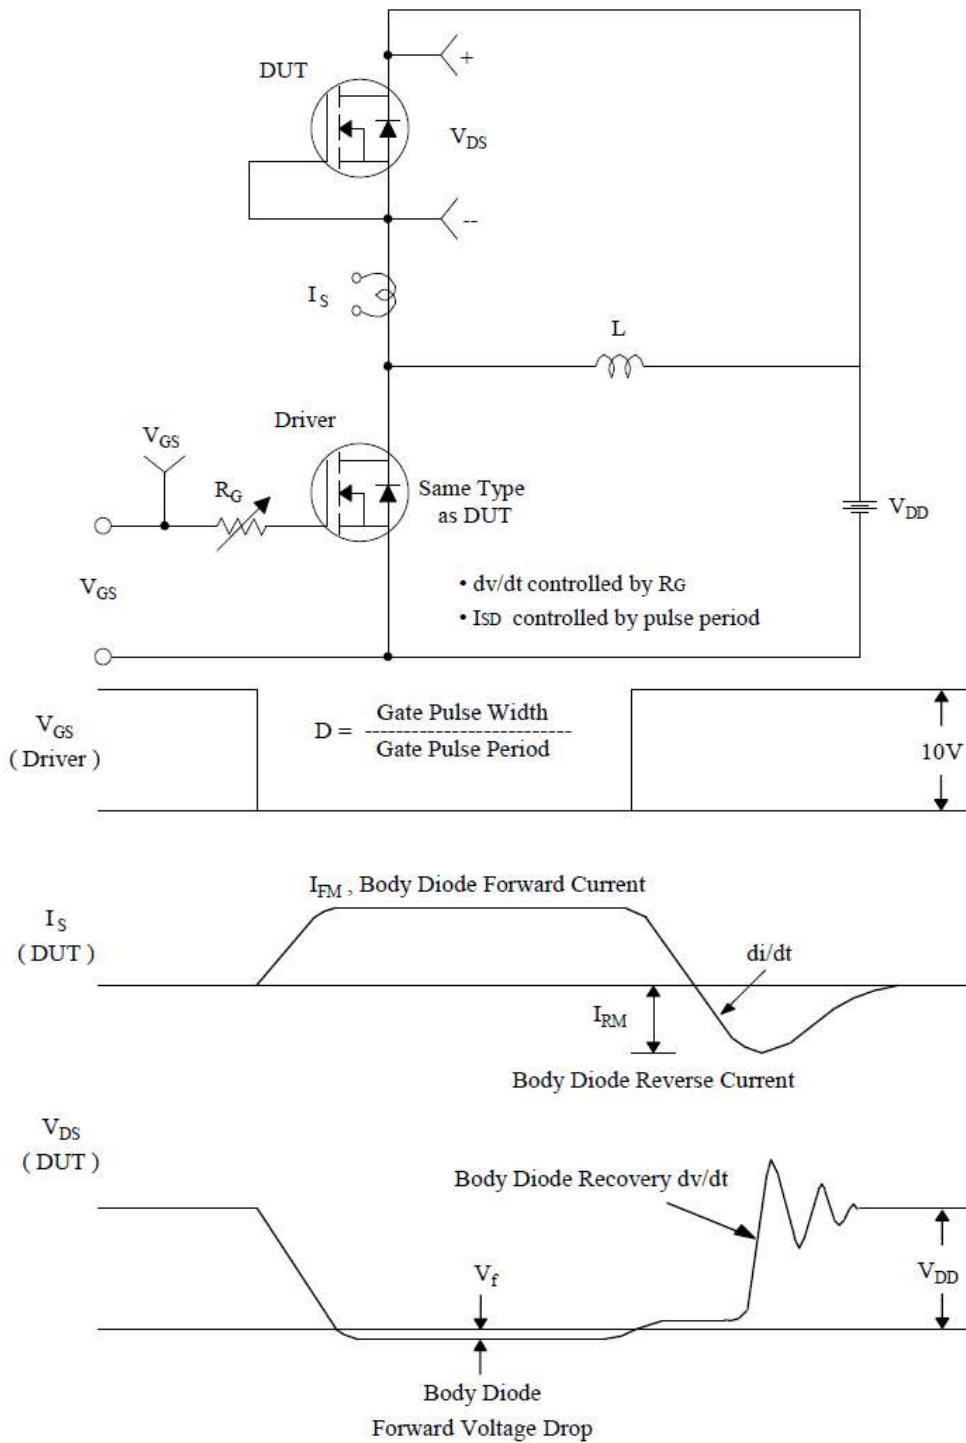 +
DUT
VDS
--
IS
L
Driver
VGS
RG
Same Type
as DUT
VDD
VGS
• dv/dt controlled by RG
• ISD controlled by pulse period
VGS
( Driver )
D = Gate Pulse Width
--------------------------
Gate Pulse Period
10V
IFM , Body Diode Forward Current
IS
( DUT )
di/dt
IRM
Body Diode Reverse Current
VDS
( DUT )
Body Diode Recovery dv/dt
Vf
VDD
Body Diode
Forward Voltage Drop